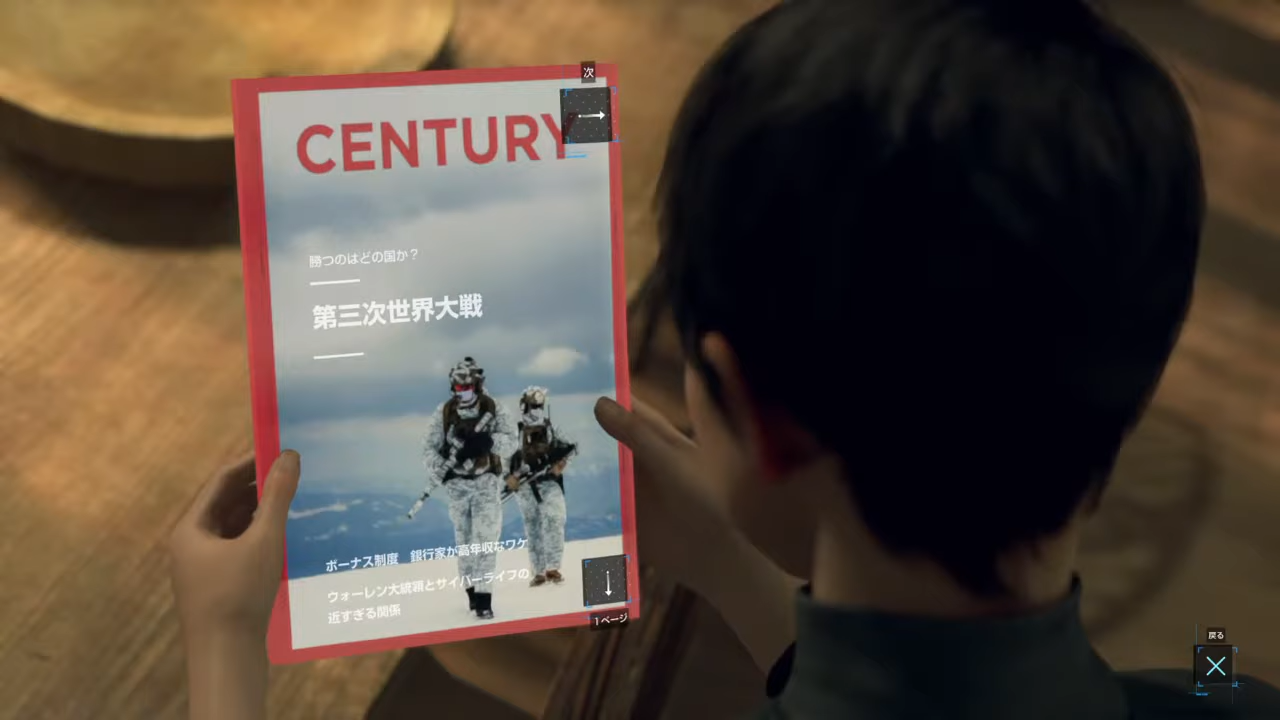 次
CENTURY
勝つのはどの国か？
第三次世界大戦
ボーナス制度　銀行家が高年収なワケ
ウォーレン大統領とサイバーライフの
近すぎる関係
1ページ
戻る